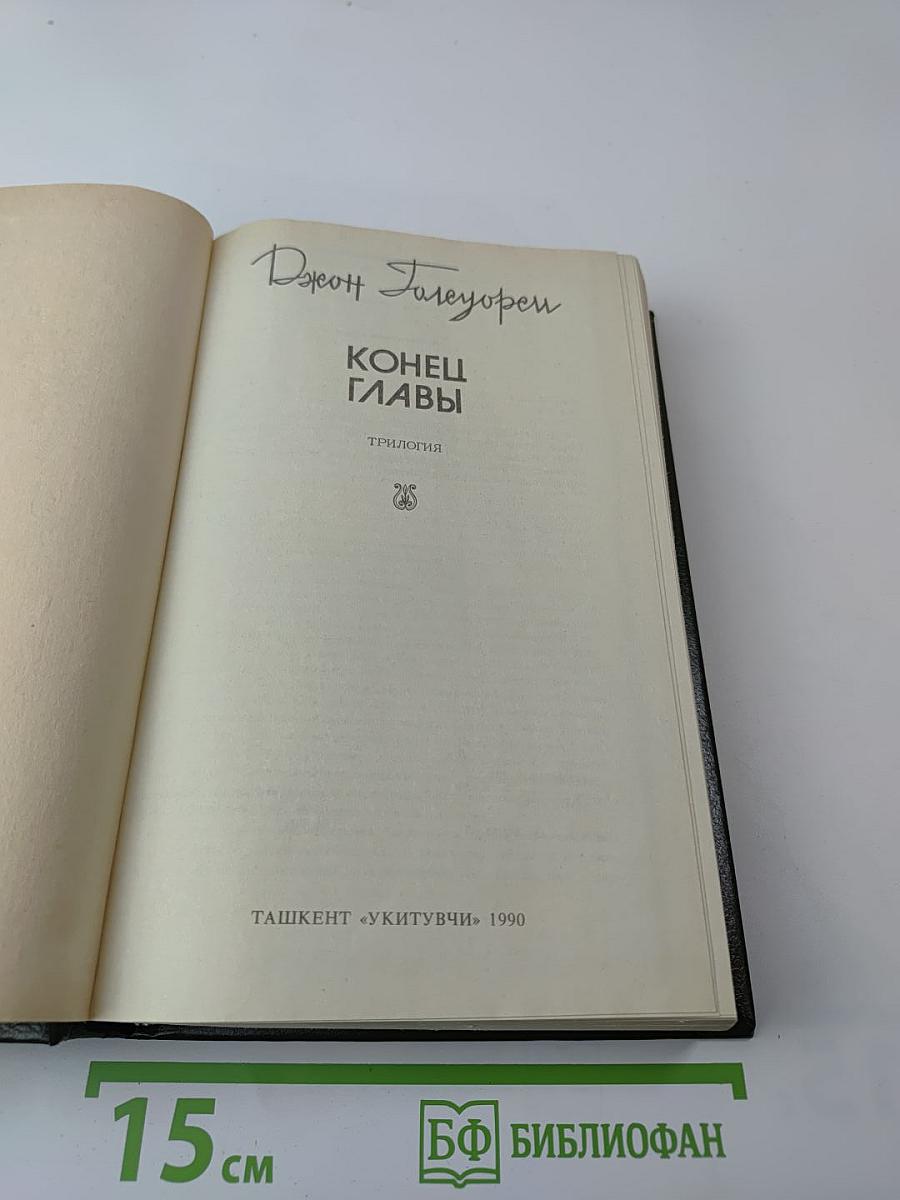 Джон Голсуорси
КОНЕЦ
ГЛАВЫ
ТРИЛОГИЯ
ТАШКЕНТ «УКИТУВЧИ» 1990
15 см
БФ БИБЛИОФАН